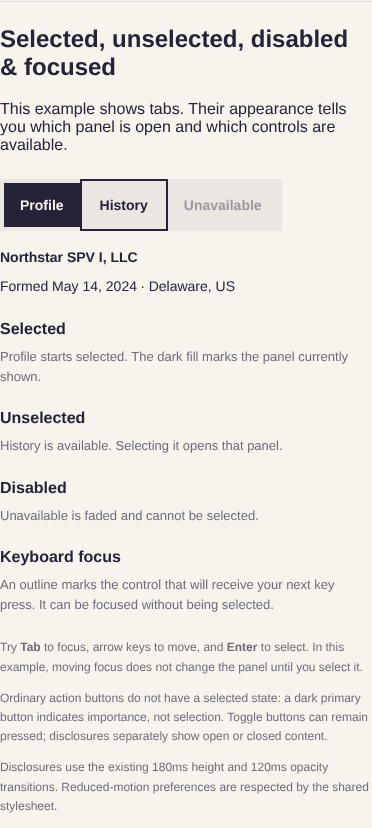 Selected, unselected, disabled
& focused
This example shows tabs. Their appearance tells
you which panel is open and which controls are
available.
Profile History Unavailable
Northstar SPV I, LLC
Formed May 14, 2024 · Delaware, US
Selected
Profile starts selected. The dark fill marks the panel currently
shown.
Unselected
History is available. Selecting it opens that panel.
Disabled
Unavailable is faded and cannot be selected.
Keyboard focus
An outline marks the control that will receive your next key
press. It can be focused without being selected.
Try Tab to focus, arrow keys to move, and Enter to select. In this
example, moving focus does not change the panel until you select it.
Ordinary action buttons do not have a selected state: a dark primary
button indicates importance, not selection. Toggle buttons can remain
pressed; disclosures separately show open or closed content.
Disclosures use the existing 180ms height and 120ms opacity
transitions. Reduced-motion preferences are respected by the shared
stylesheet.